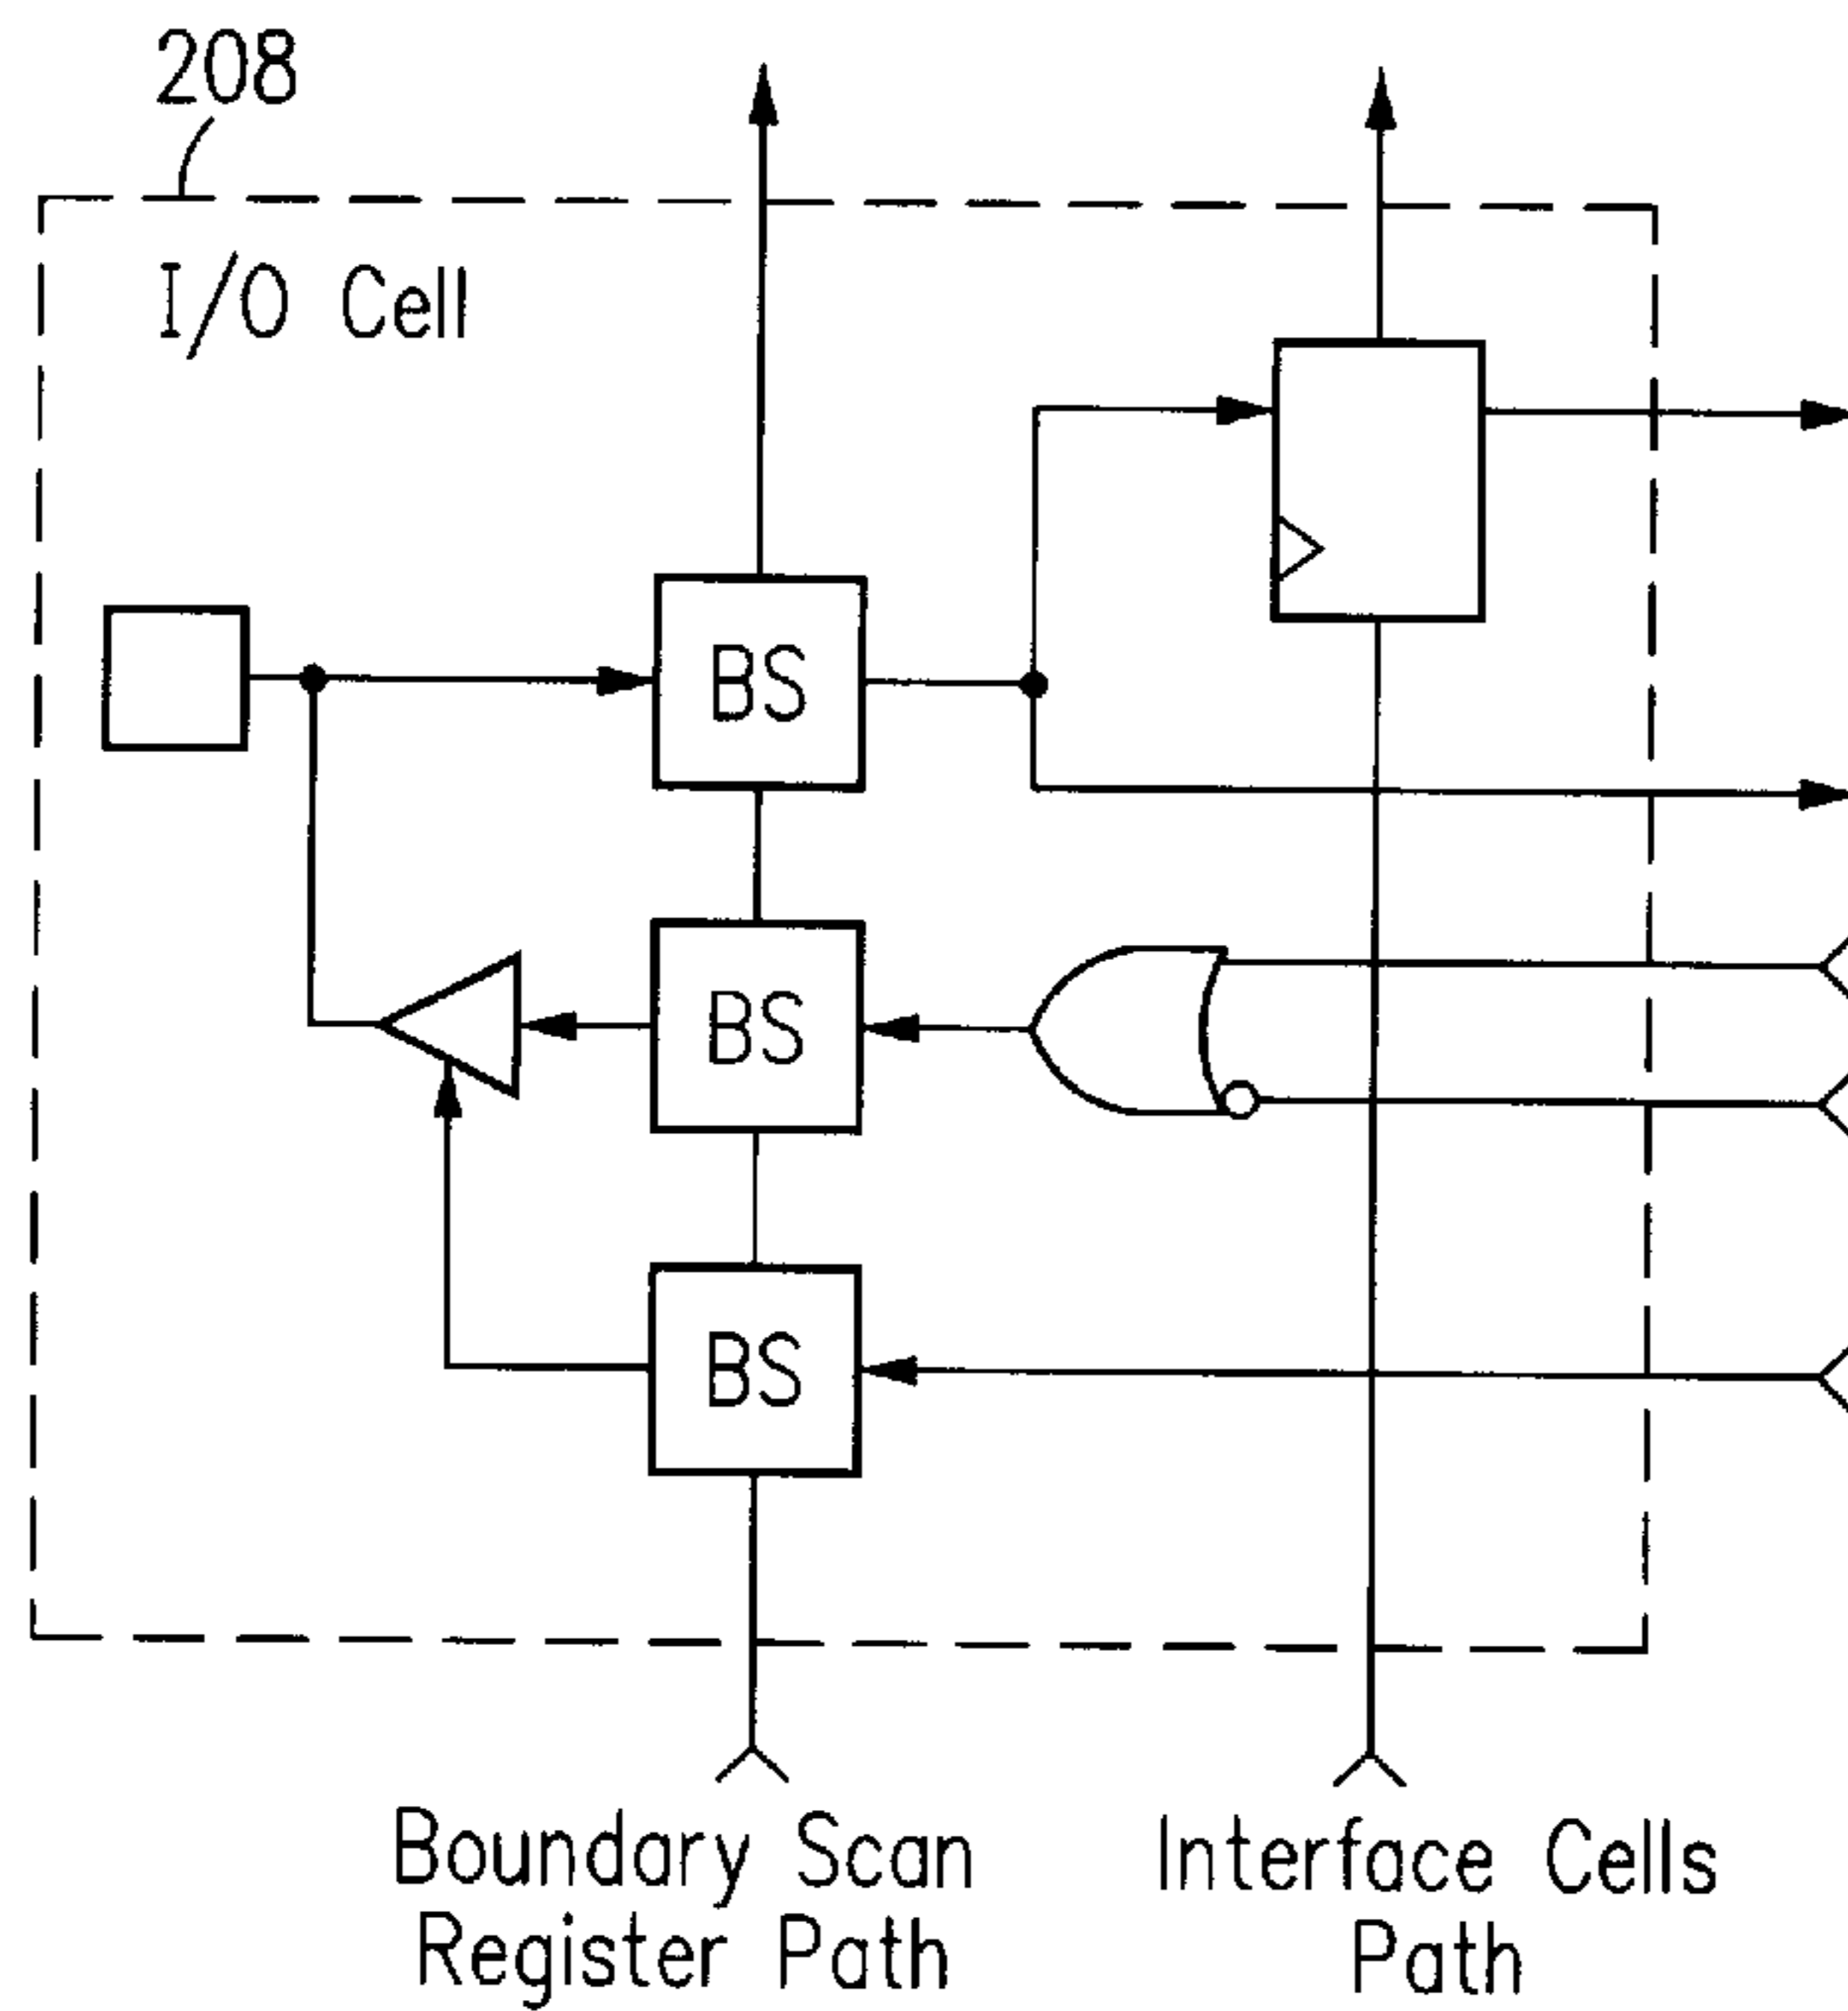 208
I/O Cell
BS
BS
BS
Boundary Scan
Register Path
Interface Cells
Path